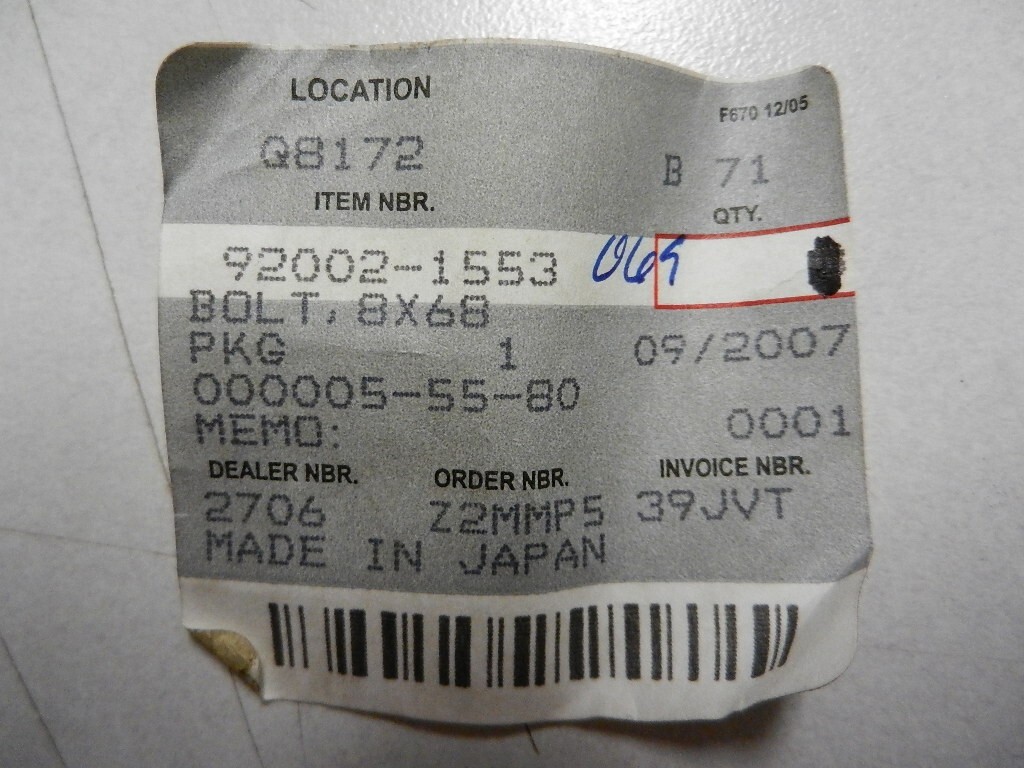 LOCATION
F670 12/05
Q8172
B 71
ITEM NBR.
QTY.
92002-1553
BOLT, 8X68
PKG 1 09/2007
000005-55-80
MEMO: 0001
DEALER NBR. ORDER NBR. INVOICE NBR.
2706 Z2MMP5 39JVT
MADE IN JAPAN